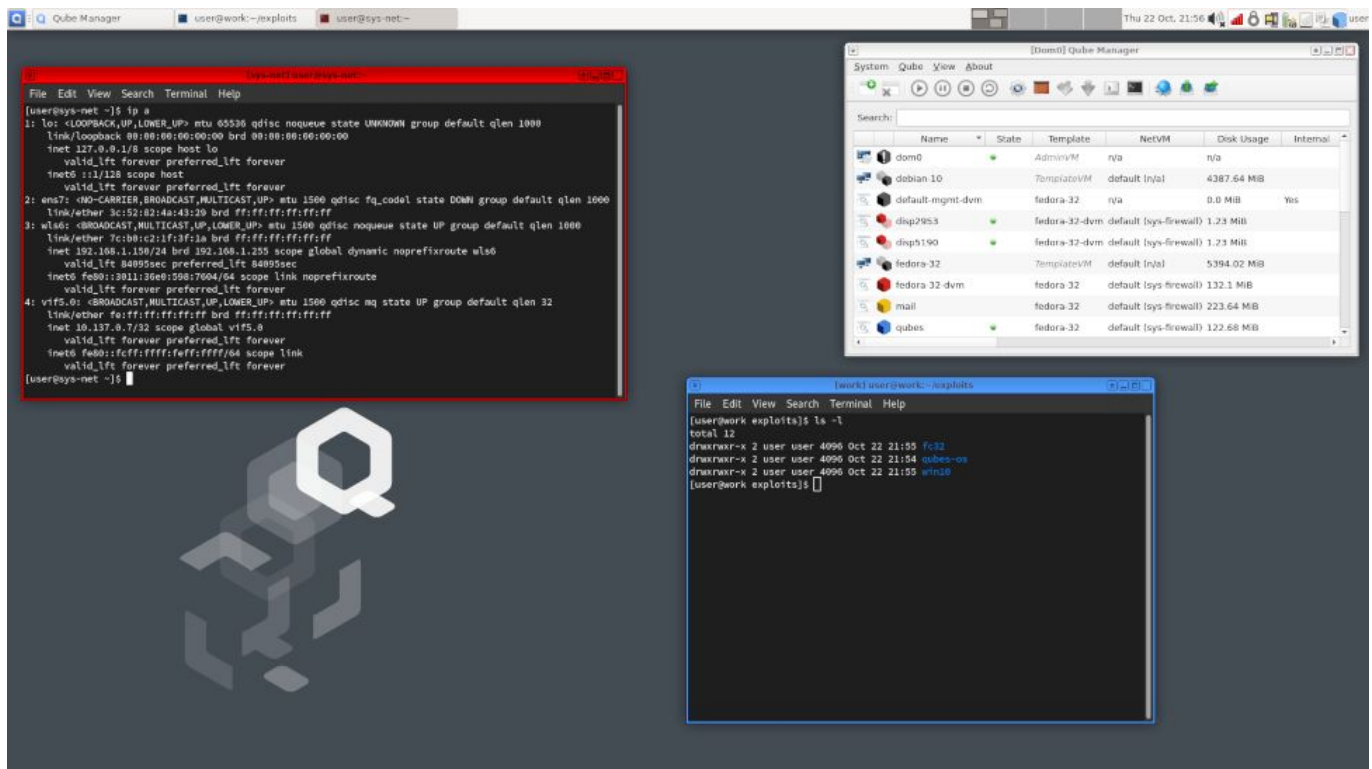 Qube Manager
user@work:~/exploits
user@sys-net:~
Thu 22 Oct, 21:56
user
[sys-net] user@sys-net:~
File Edit View Search Terminal Help
[user@sys-net ~]$ ip a
1: lo: <LOOPBACK,UP,LOWER_UP> mtu 65536 qdisc noqueue state UNKNOWN group default qlen 1000
link/loopback 00:00:00:00:00:00 brd 00:00:00:00:00:00
inet 127.0.0.1/8 scope host lo
valid_lft forever preferred_lft forever
inet6 ::1/128 scope host
valid_lft forever preferred_lft forever
2: ens7: <NO-CARRIER,BROADCAST,MULTICAST,UP> mtu 1500 qdisc fq_codel state DOWN group default qlen 1000
link/ether 3c:52:82:4a:43:29 brd ff:ff:ff:ff:ff:ff
3: wls6: <BROADCAST,MULTICAST,UP,LOWER_UP> mtu 1500 qdisc noqueue state UP group default qlen 1000
link/ether 7c:b0:c2:1f:3f:1a brd ff:ff:ff:ff:ff:ff
inet 192.168.1.150/24 brd 192.168.1.255 scope global dynamic noprefixroute wls6
valid_lft 84095sec preferred_lft 84095sec
inet6 fe80::3011:36e0:598:7604/64 scope link noprefixroute
valid_lft forever preferred_lft forever
4: vif5.0: <BROADCAST,MULTICAST,UP,LOWER_UP> mtu 1500 qdisc mq state UP group default qlen 32
link/ether fe:ff:ff:ff:ff:ff brd ff:ff:ff:ff:ff:ff
inet 10.137.0.7/32 scope global vif5.0
valid_lft forever preferred_lft forever
inet6 fe80::fcff:ffff:feff:ffff/64 scope link
valid_lft forever preferred_lft forever
[user@sys-net ~]$
[Dom0] Qube Manager
System Qube View About
Search:
Name State Template NetVM Disk Usage Internal
dom0 AdminVM n/a n/a
debian-10 TemplateVM default (n/a) 4387.64 MiB
default-mgmt-dvm fedora-32 n/a 0.0 MiB Yes
disp2953 fedora-32-dvm default (sys-firewall) 1.23 MiB
disp5190 fedora-32-dvm default (sys-firewall) 1.23 MiB
fedora-32 TemplateVM default (n/a) 5394.02 MiB
fedora-32-dvm fedora-32 default (sys-firewall) 132.1 MiB
mail fedora-32 default (sys-firewall) 223.64 MiB
qubes fedora-32 default (sys-firewall) 122.68 MiB
[work] user@work:~/exploits
File Edit View Search Terminal Help
[user@work exploits]$ ls -l
total 12
drwxrwxr-x 2 user user 4096 Oct 22 21:55 fc32
drwxrwxr-x 2 user user 4096 Oct 22 21:54 qubes-os
drwxrwxr-x 2 user user 4096 Oct 22 21:55 win10
[user@work exploits]$